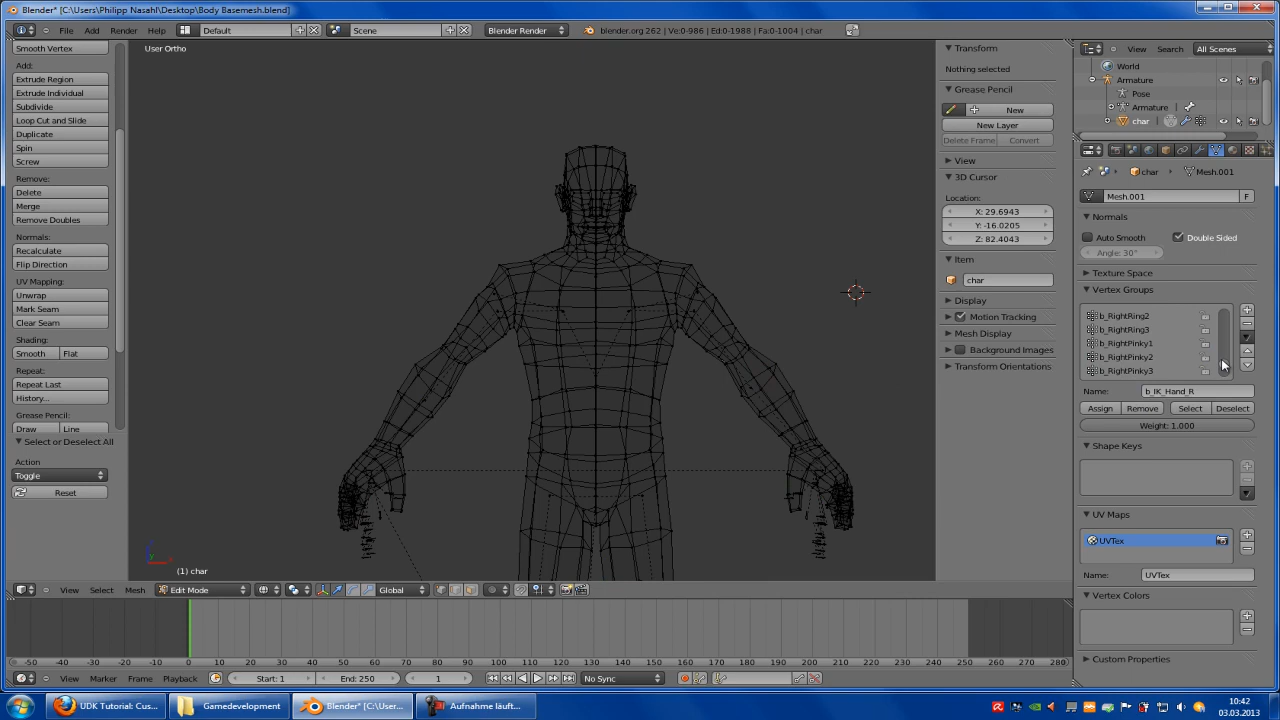 Blender* [C:\Users\Philipp Nasahl\Desktop\Body Basemesh.blend]
File Add Render Help Default Scene Blender Render blender.org 262 | Ve:0-986 | Ed:0-1988 | Fa:0-1004 | char
Smooth Vertex
Add:
Extrude Region
Extrude Individual
Subdivide
Loop Cut and Slide
Duplicate
Spin
Screw
Remove:
Delete
Merge
Remove Doubles
Normals:
Recalculate
Flip Direction
UV Mapping:
Unwrap
Mark Seam
Clear Seam
Shading:
Smooth Flat
Repeat:
Repeat Last
History...
Grease Pencil:
Draw Line
Select or Deselect All
Action
Toggle
Reset
User Ortho
(1) char
Transform
Nothing selected
Grease Pencil
New
New Layer
Delete Frame Convert
View
3D Cursor
Location:
X: 29.6943
Y: -16.0205
Z: 82.4043
Item
char
Display
Motion Tracking
Mesh Display
Background Images
Transform Orientations
View Search All Scenes
World
Armature
Pose
Armature
char
char Mesh.001
Mesh.001 F
Normals
Auto Smooth Double Sided
Angle: 30°
Texture Space
Vertex Groups
b_RightRing2
b_RightRing3
b_RightPinky1
b_RightPinky2
b_RightPinky3
Name: b_IK_Hand_R
Assign Remove Select Deselect
Weight: 1.000
Shape Keys
UV Maps
UVTex
Name: UVTex
Vertex Colors
Custom Properties
View Select Mesh Edit Mode Global
-50 -40 -30 -20 -10 0 10 20 30 40 50 60 70 80 90 100 110 120 130 140 150 160 170 180 190 200 210 220 230 240 250 260 270 280
View Marker Frame Playback Start: 1 End: 250 1 No Sync
UDK Tutorial: Cus... Gamedevelopment Blender* [C:\User... Aufnahme läuft...
10:42
03.03.2013